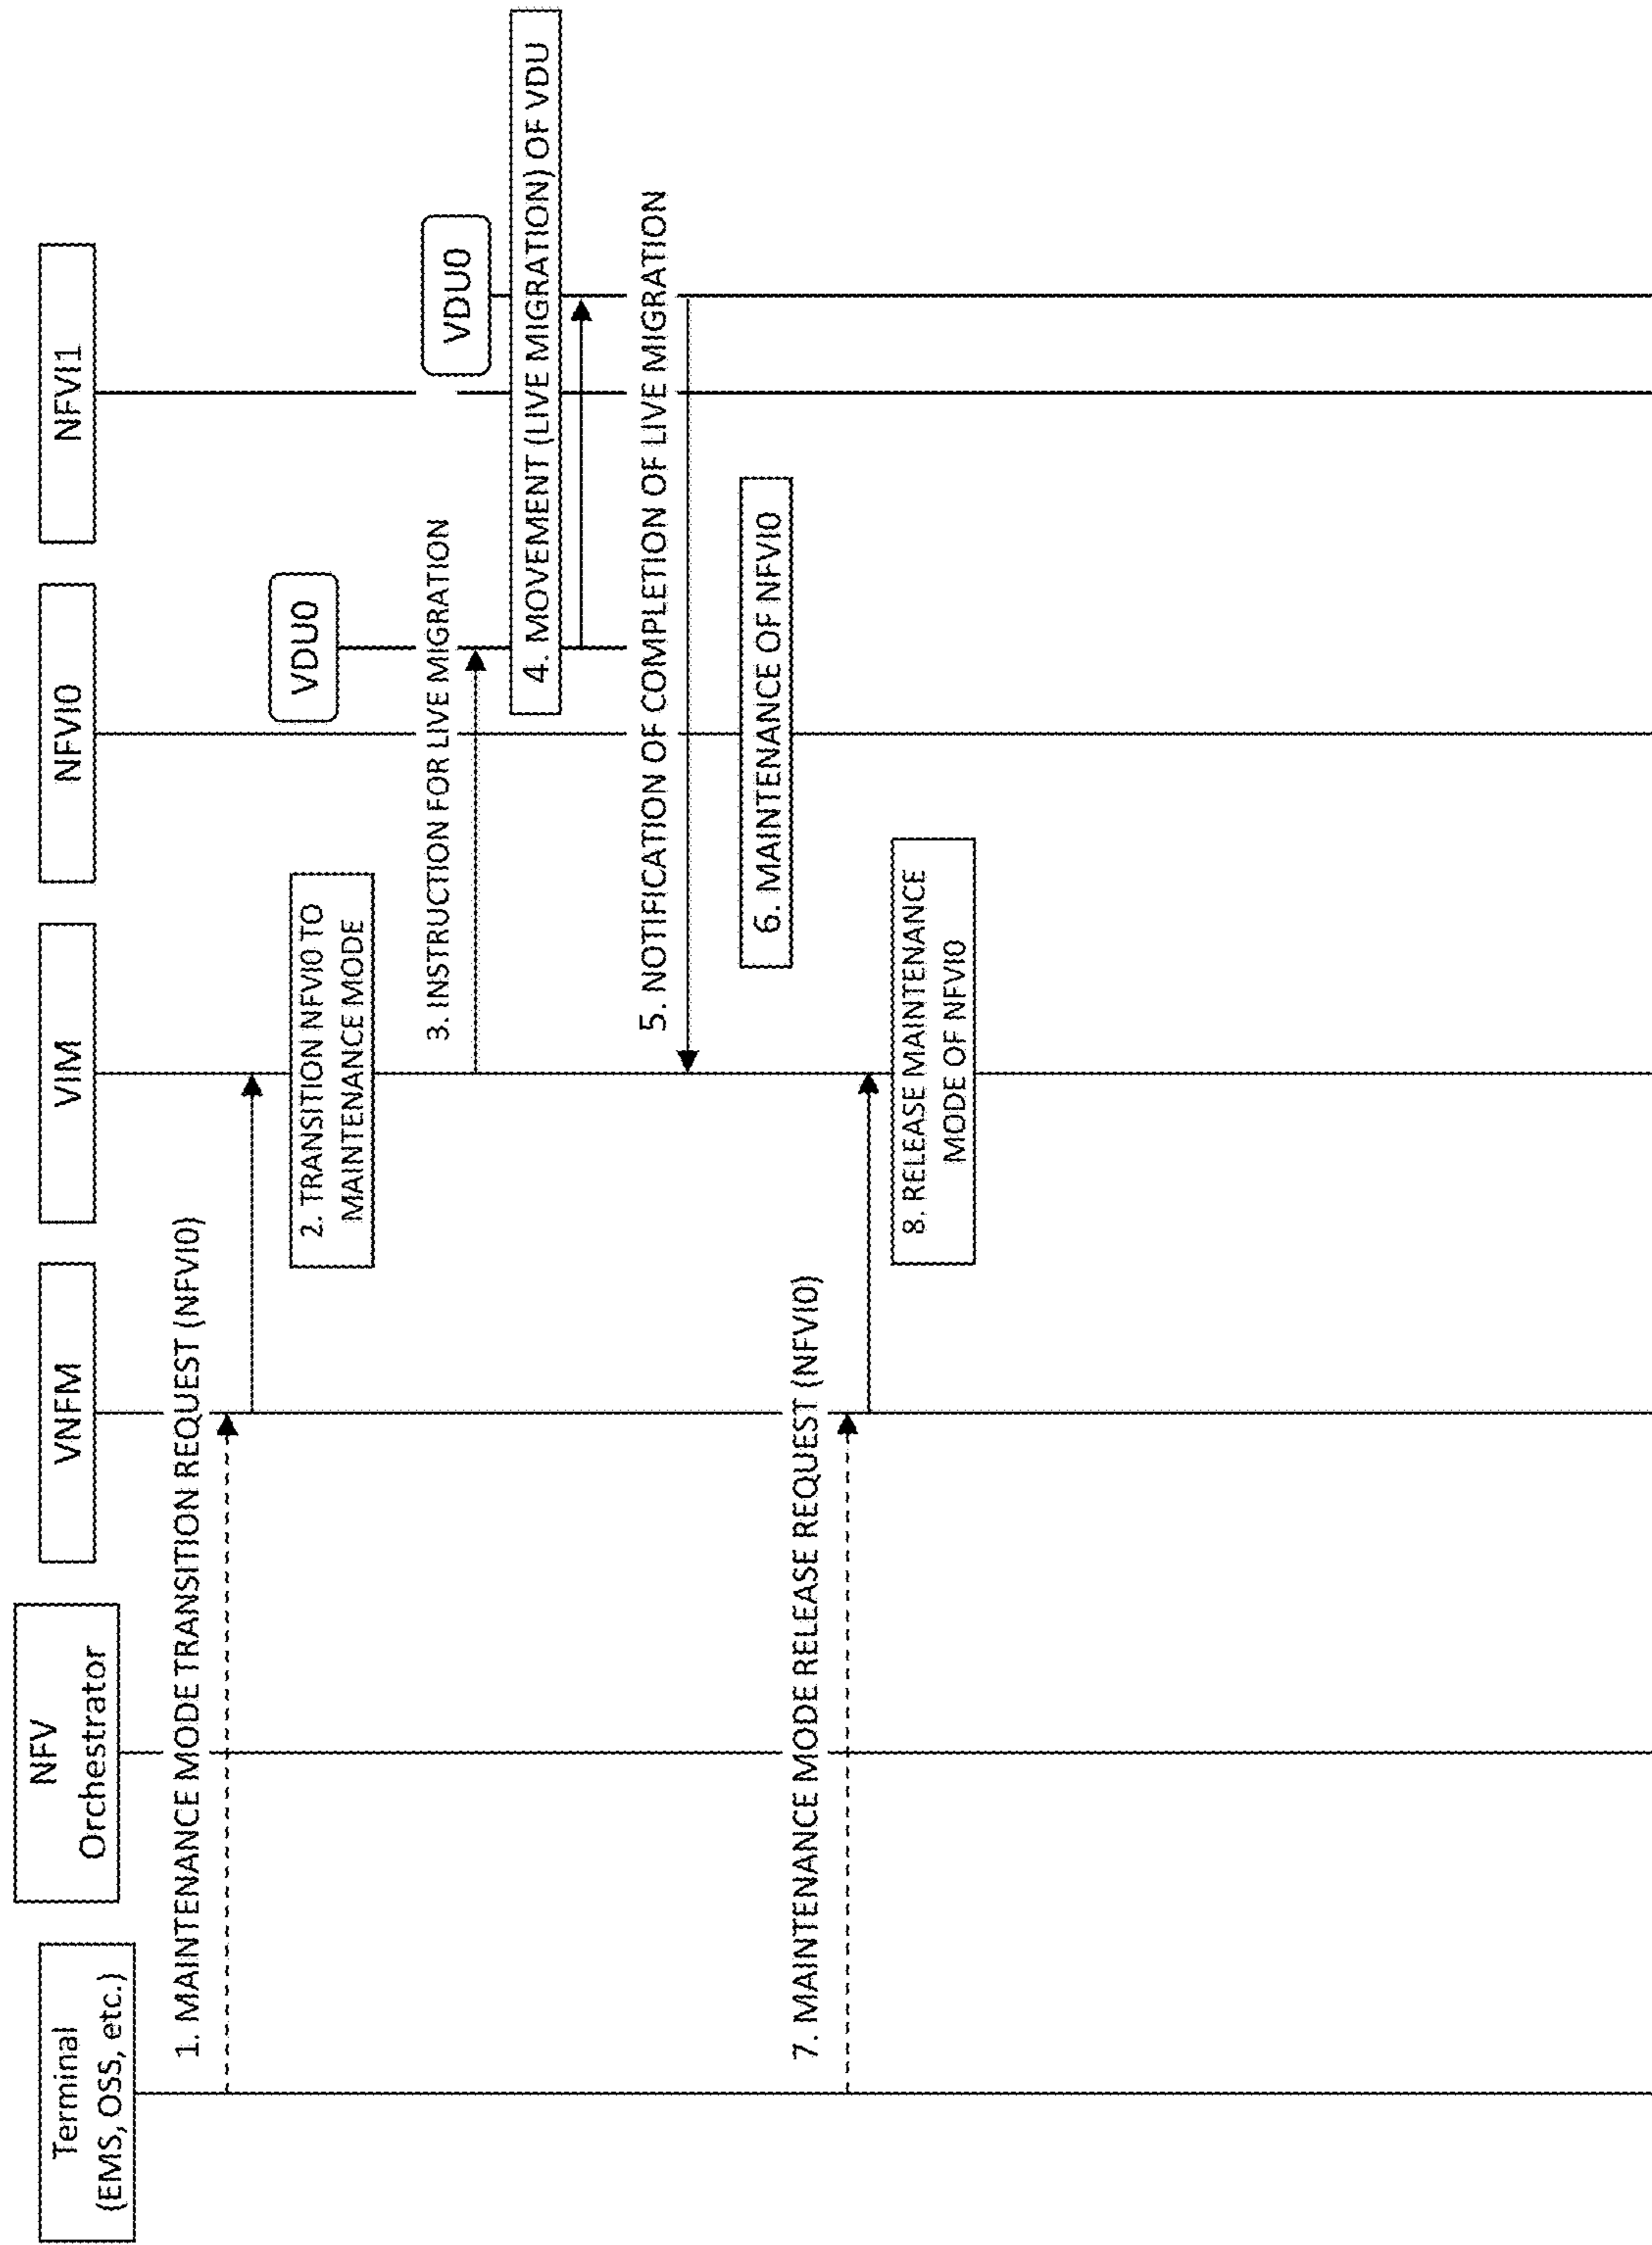 Terminal
(EMS, OSS, etc.)
NFV
Orchestrator
VNFM
VIM
NFVI0
NFVI1
1. MAINTENANCE MODE TRANSITION REQUEST (NFVI0)
2. TRANSITION NFVI0 TO
MAINTENANCE MODE
VDU0
3. INSTRUCTION FOR LIVE MIGRATION
VDU0
4. MOVEMENT (LIVE MIGRATION) OF VDU
5. NOTIFICATION OF COMPLETION OF LIVE MIGRATION
6. MAINTENANCE OF NFVI0
7. MAINTENANCE MODE RELEASE REQUEST (NFVI0)
8. RELEASE MAINTENANCE
MODE OF NFVI0